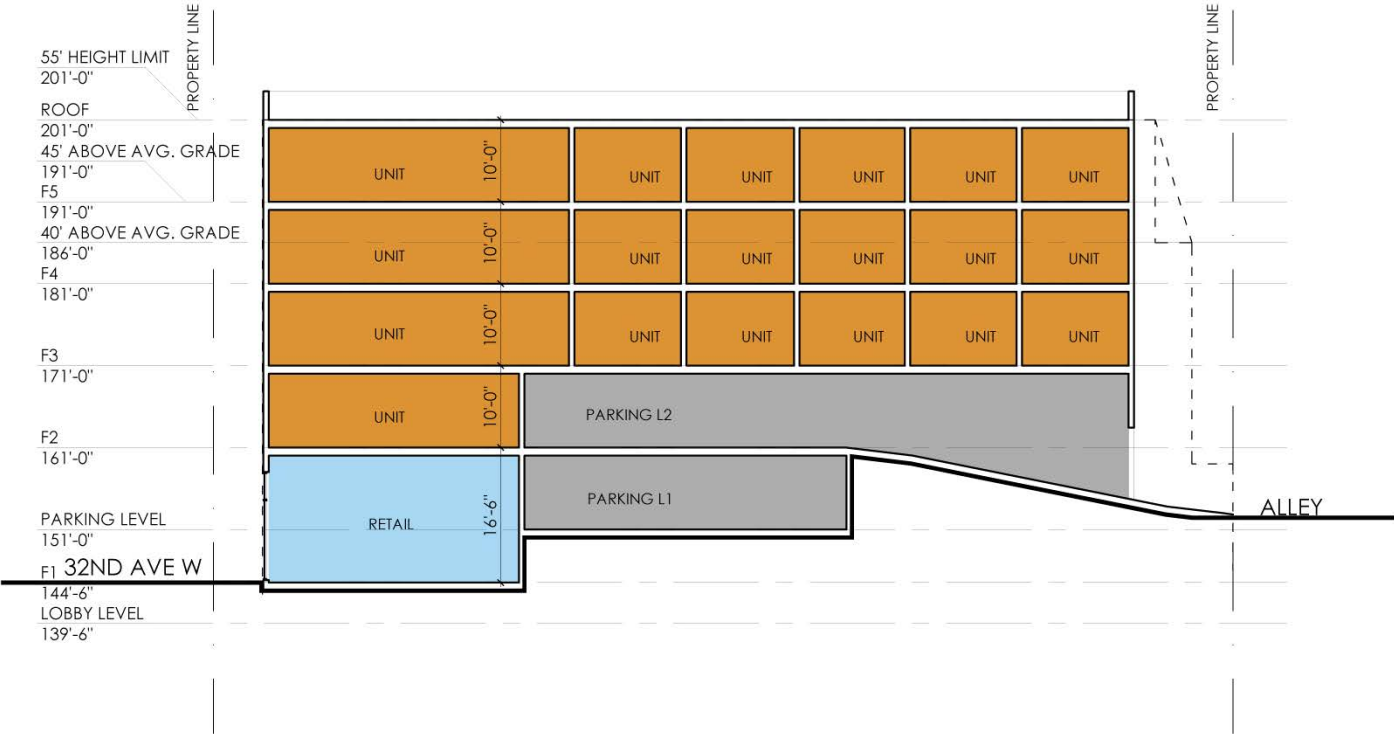 PROPERTY LINE
PROPERTY LINE
55' HEIGHT LIMIT
201'-0"
ROOF
201'-0"
45' ABOVE AVG. GRADE
191'-0"
F5
191'-0"
40' ABOVE AVG. GRADE
186'-0"
F4
181'-0"
F3
171'-0"
F2
161'-0"
PARKING LEVEL
151'-0"
F1 32ND AVE W
144'-6"
LOBBY LEVEL
139'-6"
UNIT 10'-0" UNIT UNIT UNIT UNIT UNIT
UNIT 10'-0" UNIT UNIT UNIT UNIT UNIT
UNIT 10'-0" UNIT UNIT UNIT UNIT UNIT
UNIT 10'-0" PARKING L2
RETAIL 16'-6" PARKING L1
ALLEY